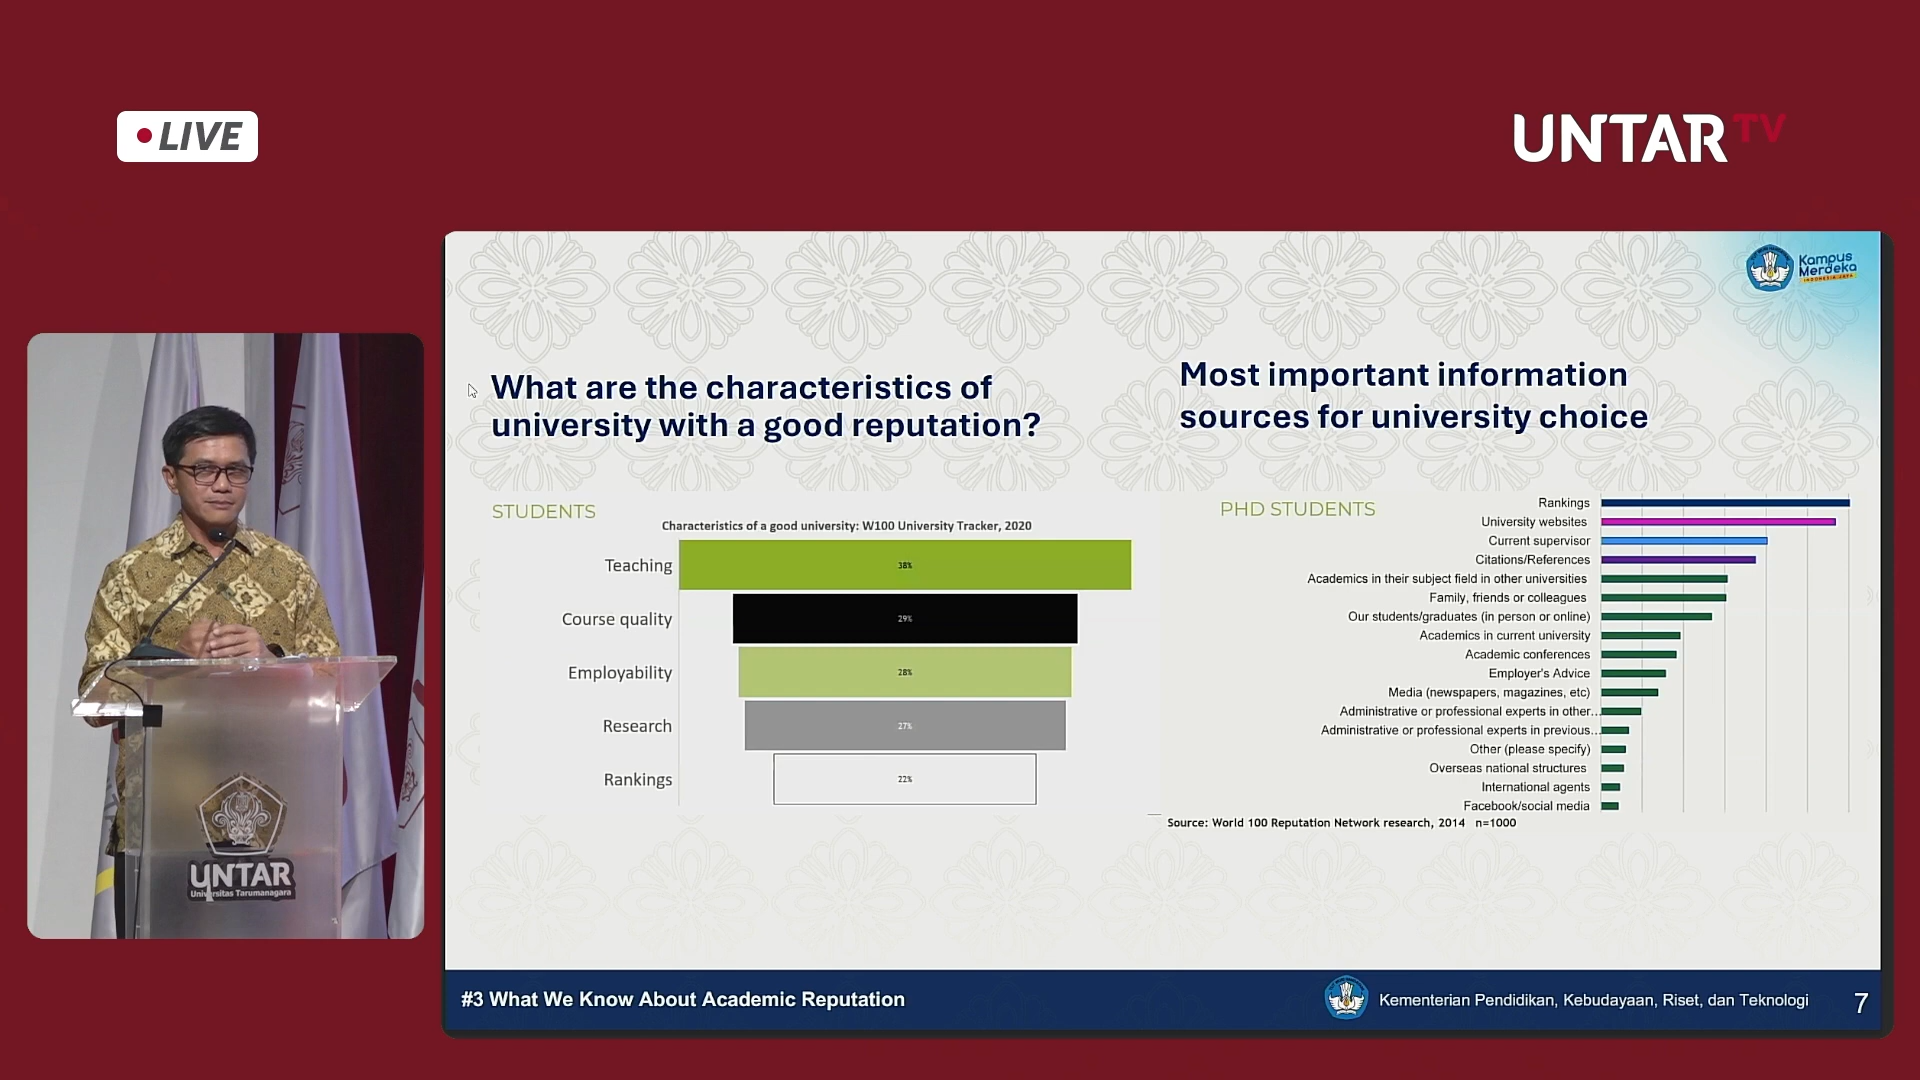 LIVE
UNTAR TV
Kampus
Merdeka
INDONESIA JAYA
What are the characteristics of
university with a good reputation?
Most important information
sources for university choice
STUDENTS
Characteristics of a good university: W100 University Tracker, 2020
Teaching
38%
Course quality
29%
Employability
28%
Research
27%
Rankings
22%
PHD STUDENTS
Rankings
University websites
Current supervisor
Citations/References
Academics in their subject field in other universities
Family, friends or colleagues
Our students/graduates (in person or online)
Academics in current university
Academic conferences
Employer's Advice
Media (newspapers, magazines, etc)
Administrative or professional experts in other...
Administrative or professional experts in previous...
Other (please specify)
Overseas national structures
International agents
Facebook/social media
Source: World 100 Reputation Network research, 2014 n=1000
UNTAR
Universitas Tarumanagara
#3 What We Know About Academic Reputation
Kementerian Pendidikan, Kebudayaan, Riset, dan Teknologi
7